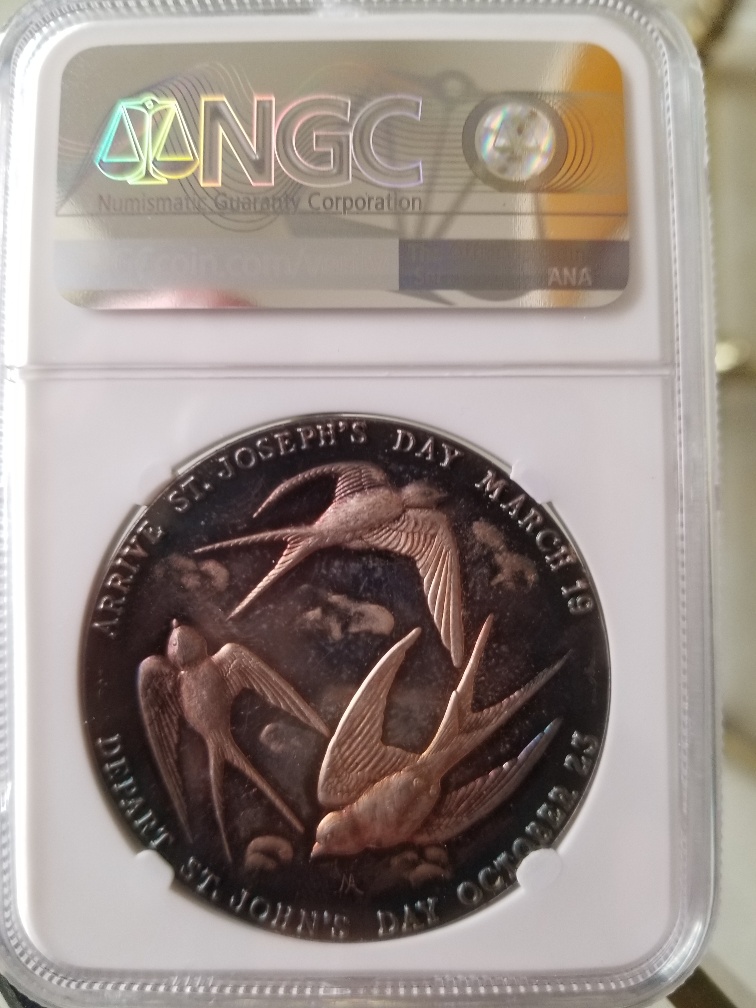 NGC
Numismatic Guaranty Corporation
ANA
ARRIVE ST. JOSEPH'S DAY MARCH 19
DEPART ST. JOHN'S DAY OCTOBER 23